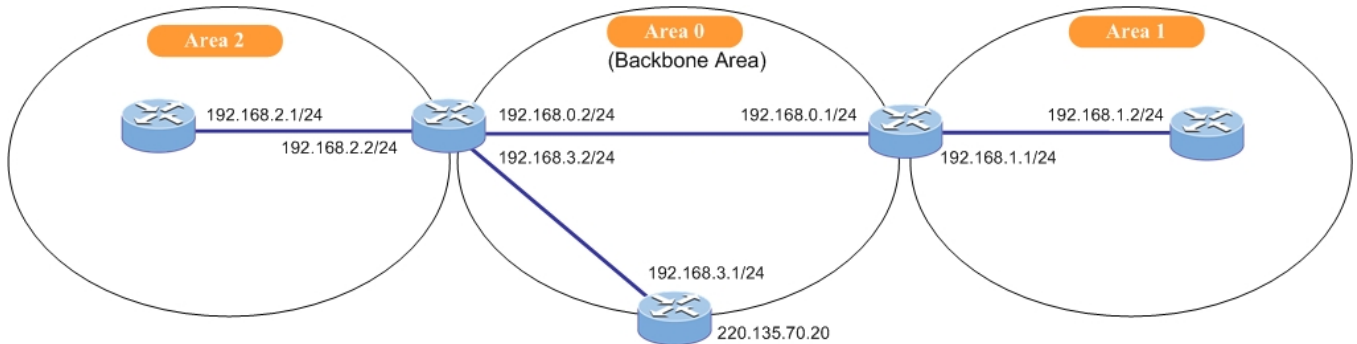 Area 2
Area 0
(Backbone Area)
Area 1
192.168.2.1/24
192.168.2.2/24
192.168.0.2/24
192.168.3.2/24
192.168.0.1/24
192.168.1.1/24
192.168.1.2/24
192.168.3.1/24
220.135.70.20